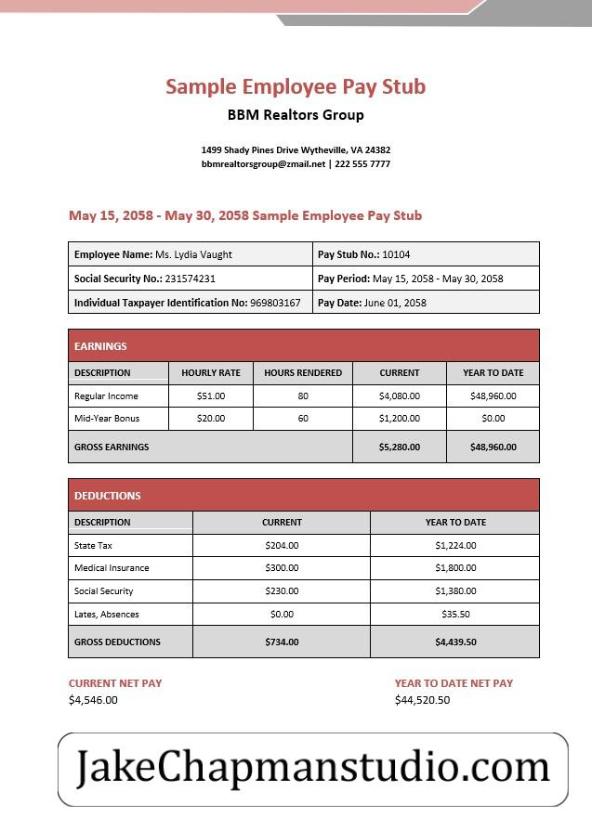 Sample Employee Pay Stub
BBM Realtors Group
1499 Shady Pines Drive Wytheville, VA 24382
bbmrealtorsgroup@zmail.net | 222 555 7777
May 15, 2058 - May 30, 2058 Sample Employee Pay Stub
Employee Name: Ms. Lydia Vaught Pay Stub No.: 10104
Social Security No.: 231574231 Pay Period: May 15, 2058 - May 30, 2058
Individual Taxpayer Identification No: 969803167 Pay Date: June 01, 2058
EARNINGS
DESCRIPTION HOURLY RATE HOURS RENDERED CURRENT YEAR TO DATE
Regular Income $51.00 80 $4,080.00 $48,960.00
Mid-Year Bonus $20.00 60 $1,200.00 $0.00
GROSS EARNINGS $5,280.00 $48,960.00
DEDUCTIONS
DESCRIPTION CURRENT YEAR TO DATE
State Tax $204.00 $1,224.00
Medical Insurance $300.00 $1,800.00
Social Security $230.00 $1,380.00
Lates, Absences $0.00 $35.50
GROSS DEDUCTIONS $734.00 $4,439.50
CURRENT NET PAY YEAR TO DATE NET PAY
$4,546.00 $44,520.50
JakeChapmanstudio.com